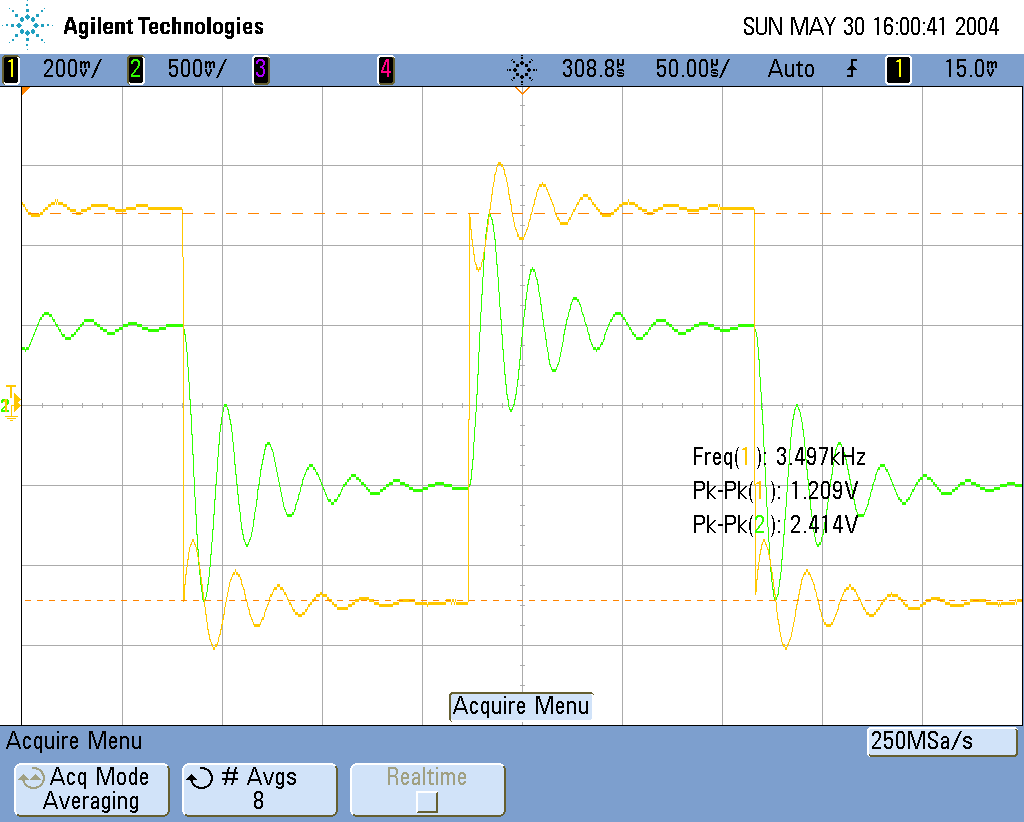 Agilent Technologies
SUN MAY 30 16:00:41 2004
1 200mV/ 2 500mV/ 3 4 308.8µs 50.00µs/ Auto 1 15.0mV
T
2
Freq(1): 3.497kHz
Pk-Pk(1): 1.209V
Pk-Pk(2): 2.414V
Acquire Menu
Acquire Menu
250MSa/s
Acq Mode
Averaging
# Avgs
8
Realtime